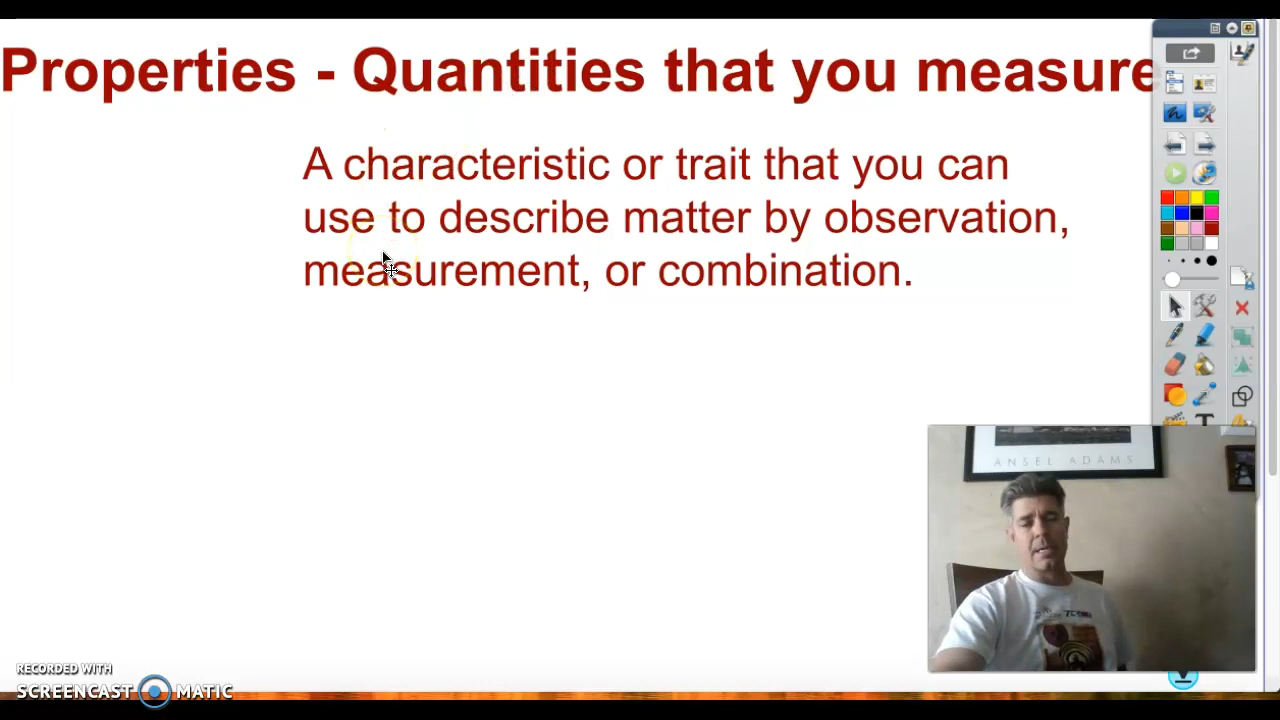 Properties - Quantities that you measure
A characteristic or trait that you can
use to describe matter by observation,
measurement, or combination.
ANSEL ADAMS
RECORDED WITH
SCREENCAST MATIC